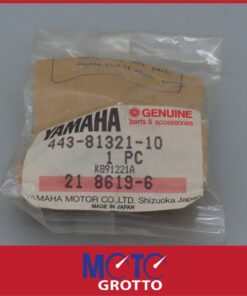 GENUINE
parts & accessories
YAMAHA
443-81321-10
1 PC
K891221A
21 8619-6
YAMAHA MOTOR CO., LTD. Shizuoka Japan
MADE IN JAPAN
MOTO
GROTTO